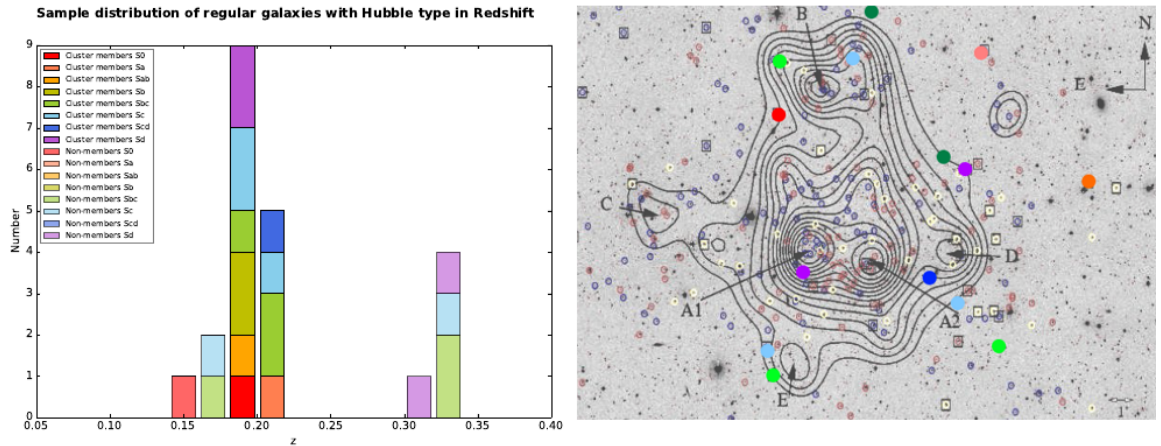 Sample distribution of regular galaxies with Hubble type in Redshift
9
8
7
6
5
4
3
2
1
0
Number
Cluster members S0
Cluster members Sa
Cluster members Sab
Cluster members Sb
Cluster members Sbc
Cluster members Sc
Cluster members Scd
Cluster members Sd
Non-members S0
Non-members Sa
Non-members Sab
Non-members Sb
Non-members Sbc
Non-members Sc
Non-members Scd
Non-members Sd
0.05 0.10 0.15 0.20 0.25 0.30 0.35 0.40
z
B
N
E
C
D
A1
A2
E
1'